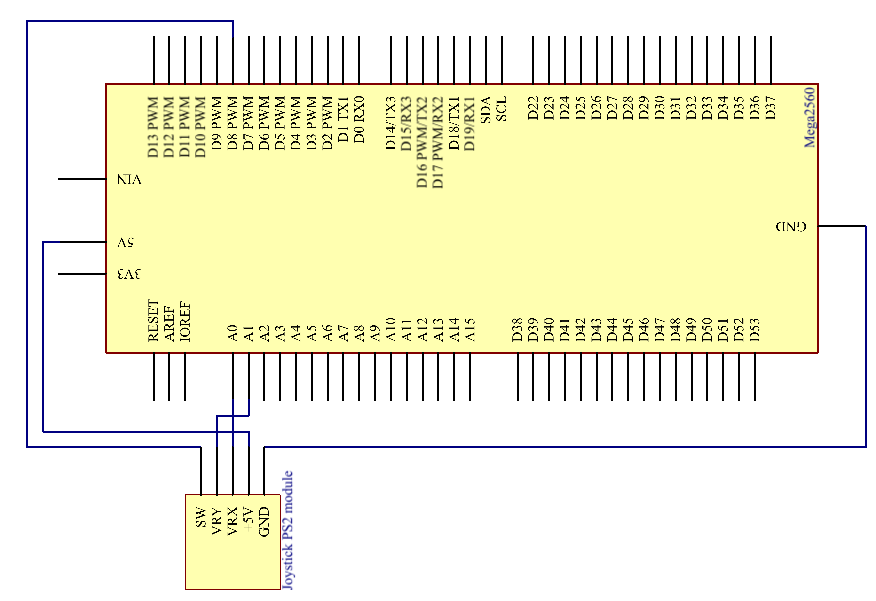 D13 PWM
D12 PWM
D11 PWM
D10 PWM
D9 PWM
D8 PWM
D7 PWM
D6 PWM
D5 PWM
D4 PWM
D3 PWM
D2 PWM
D1 TX1
D0 RX0
D14/TX3
D15/RX3
D16 PWM/TX2
D17 PWM/RX2
D18/TX1
D19/RX1
SDA
SCL
D22
D23
D24
D25
D26
D27
D28
D29
D30
D31
D32
D33
D34
D35
D36
D37
Mega2560
VIN
5V
3V3
GND
RESET
AREF
IOREF
A0
A1
A2
A3
A4
A5
A6
A7
A8
A9
A10
A11
A12
A13
A14
A15
D38
D39
D40
D41
D42
D43
D44
D45
D46
D47
D48
D49
D50
D51
D52
D53
SW
VRY
VRX
+5V
GND
Joystick PS2 module